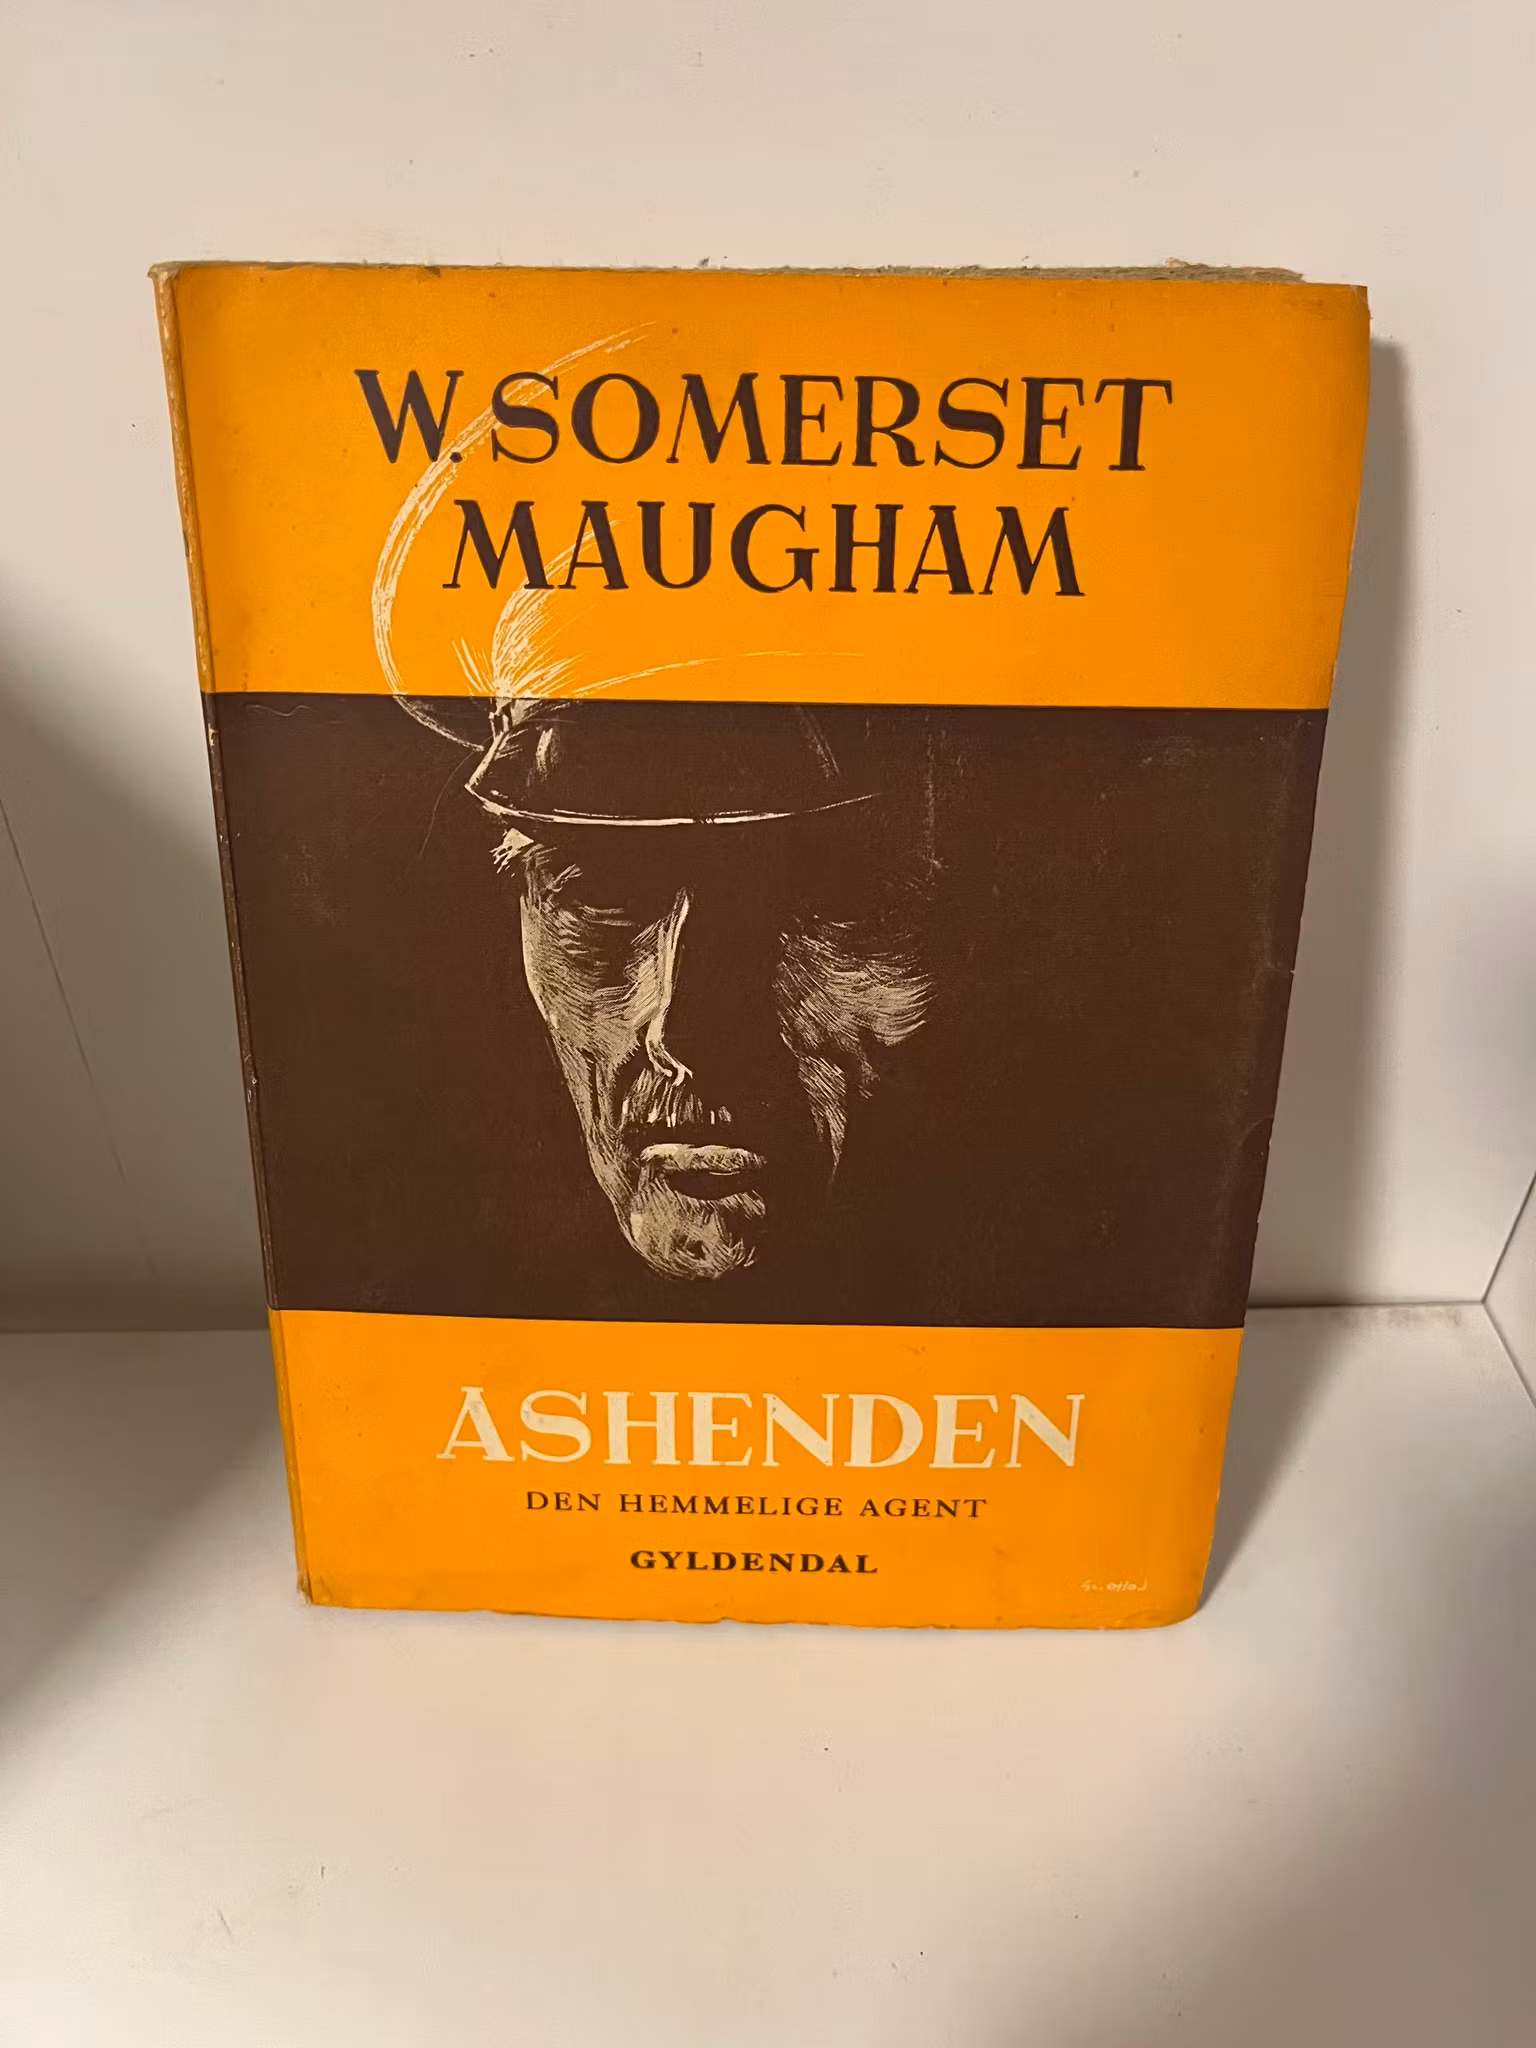 W. SOMERSET
MAUGHAM
ASHENDEN
DEN HEMMELIGE AGENT
GYLDENDAL